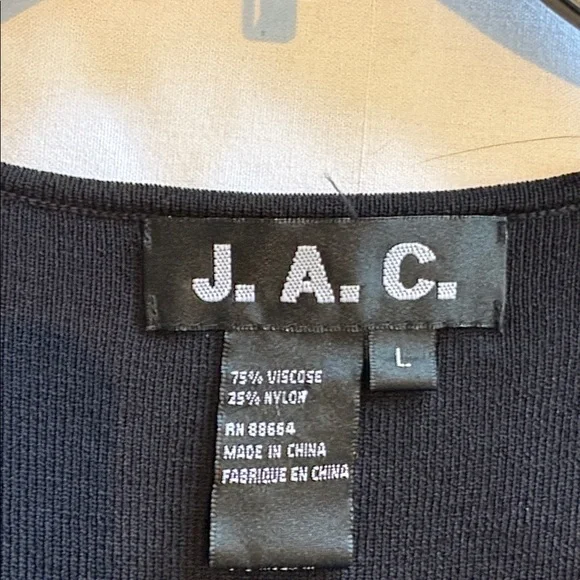 J.A.C.
L
75% VISCOSE
25% NYLON
RN 88664
MADE IN CHINA
FABRIQUE EN CHINA